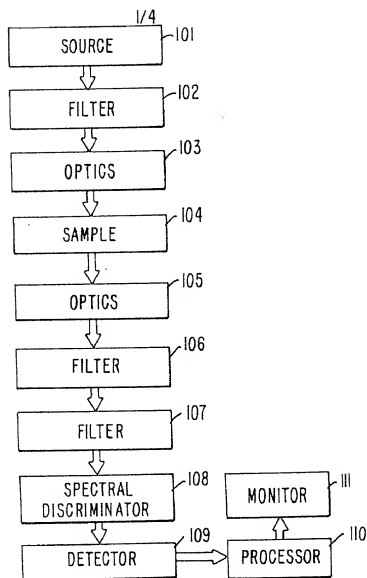 1/4
SOURCE 101
FILTER 102
OPTICS 103
SAMPLE 104
OPTICS 105
FILTER 106
FILTER 107
SPECTRAL 108
DISCRIMINATOR
MONITOR 111
DETECTOR 109
PROCESSOR 110